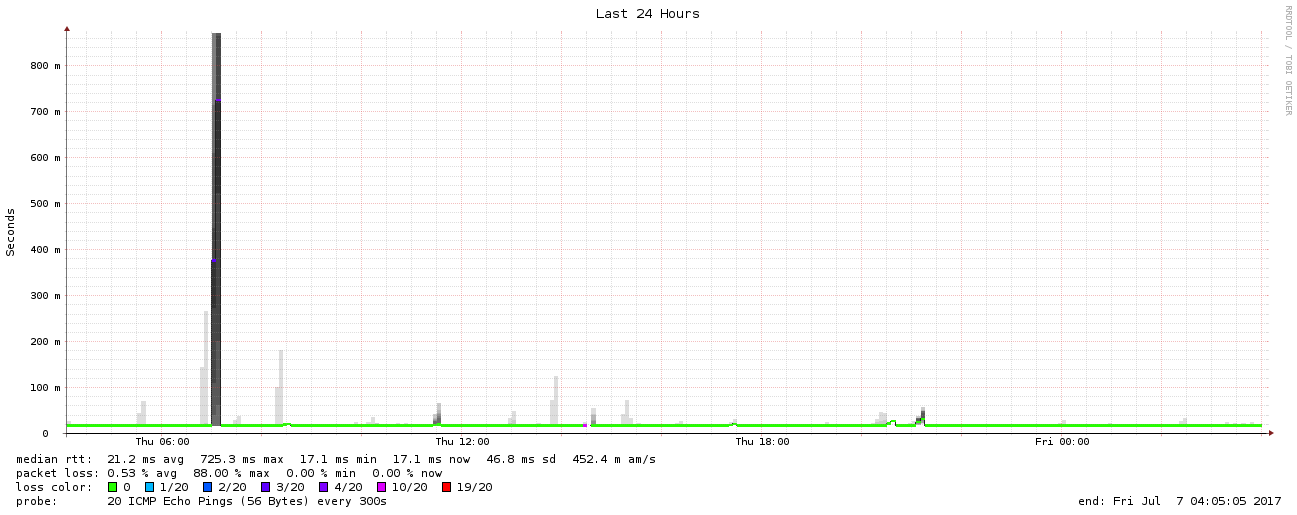 Last 24 Hours
RRDTOOL / TOBI OETIKER
Seconds
800 m
700 m
600 m
500 m
400 m
300 m
200 m
100 m
0
Thu 06:00 Thu 12:00 Thu 18:00 Fri 00:00
median rtt: 21.2 ms avg 725.3 ms max 17.1 ms min 17.1 ms now 46.8 ms sd 452.4 m am/s
packet loss: 0.53 % avg 88.00 % max 0.00 % min 0.00 % now
loss color: 0 1/20 2/20 3/20 4/20 10/20 19/20
probe: 20 ICMP Echo Pings (56 Bytes) every 300s end: Fri Jul 7 04:05:05 2017